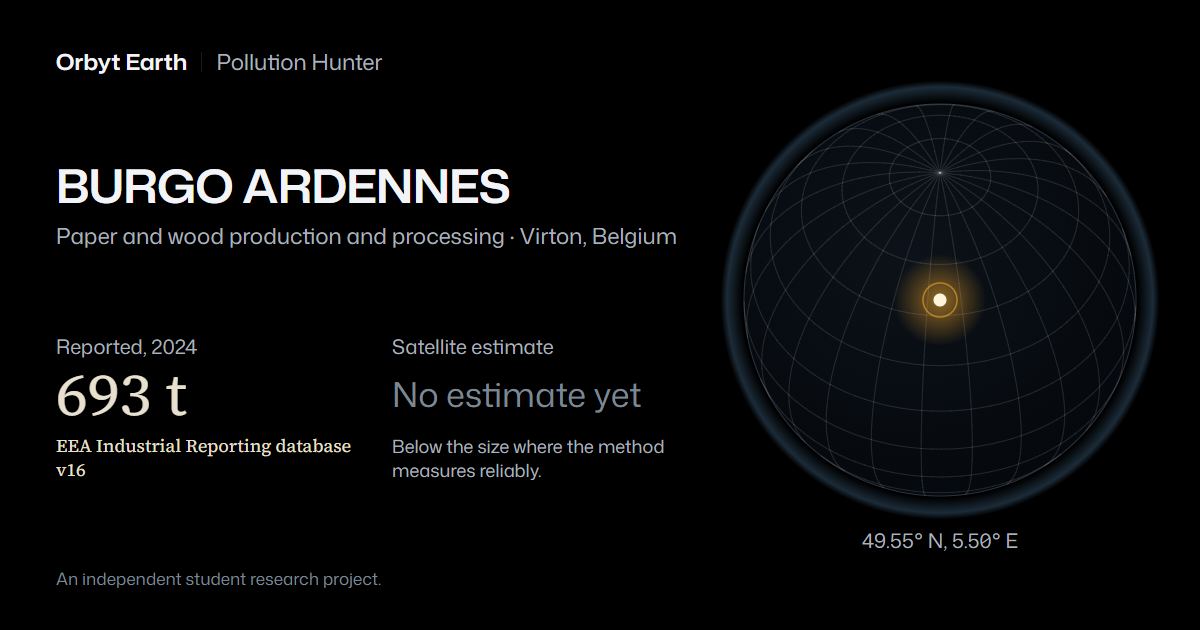 Orbyt Earth | Pollution Hunter
BURGO ARDENNES
Paper and wood production and processing · Virton, Belgium
Reported, 2024
693 t
EEA Industrial Reporting database
v16
Satellite estimate
No estimate yet
Below the size where the method
measures reliably.
49.55° N, 5.50° E
An independent student research project.